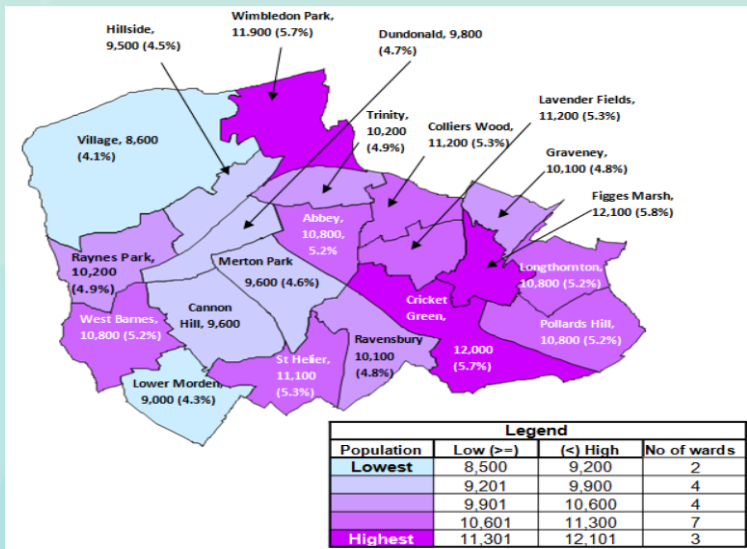 Wimbledon Park,
11.900 (5.7%)
Hillside,
9,500 (4.5%)
Dundonald, 9,800
(4.7%)
Lavender Fields,
11,200 (5.3%)
Trinity,
10,200
(4.9%)
Colliers Wood,
11,200 (5.3%)
Graveney,
10,100 (4.8%)
Village, 8,600
(4.1%)
Figges Marsh,
12,100 (5.8%)
Abbey,
10,800,
5.2%
Raynes Park,
10,200
(4.9%)
Merton Park
9,600 (4.6%)
Longthornton,
10,800 (5.2%)
West Barnes,
10,800 (5.2%)
Cannon
Hill, 9,600
Cricket
Green,
12,000
(5.7%)
Pollards Hill,
10,800 (5.2%)
Ravensbury
10,100
(4.8%)
St Helier,
11,100
(5.3%)
Lower Morden,
9,000 (4.3%)
Legend
Population Low (>=) (<) High No of wards
Lowest 8,500 9,200 2
9,201 9,900 4
9,901 10,600 4
10,601 11,300 7
Highest 11,301 12,101 3